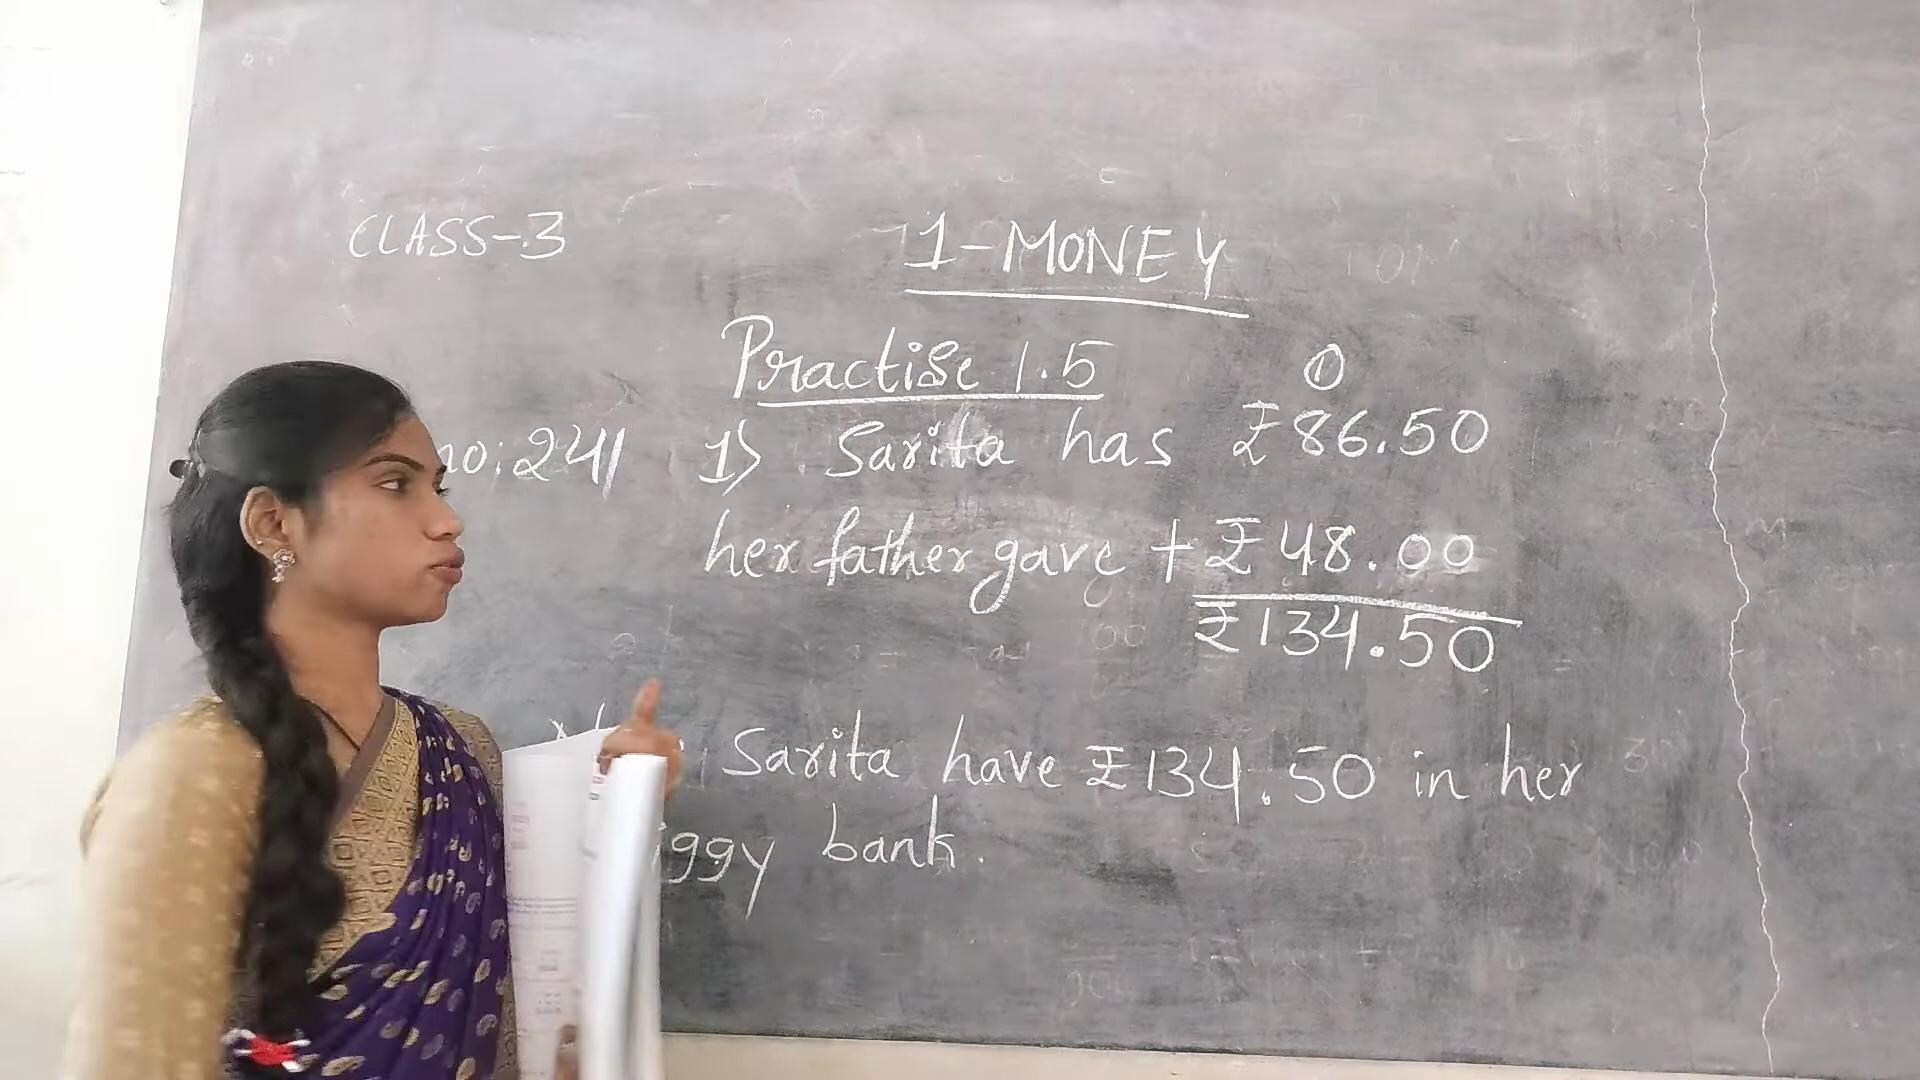 CLASS-3
1-MONEY
Practise 1.5
no: 241 1) Sarita has ₹86.50
her father gave + ₹48.00
₹134.50
Sarita have ₹134.50 in her
iggy bank.